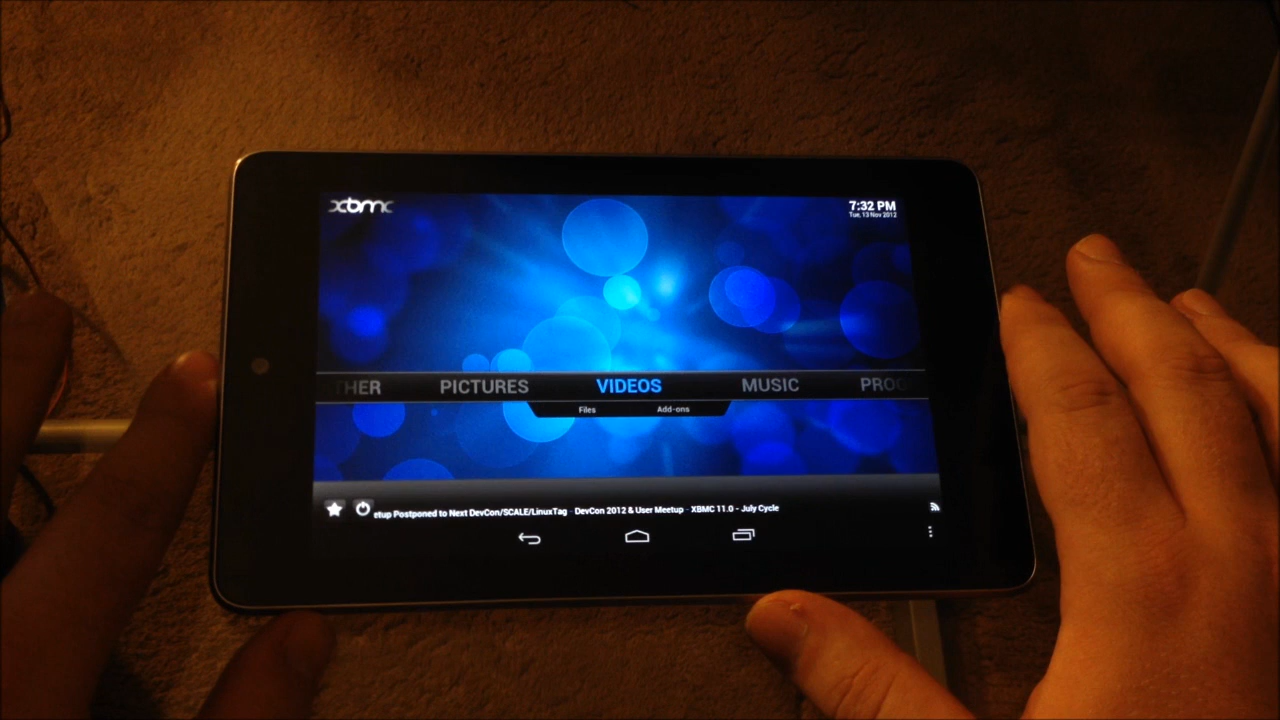 xbmc
7:32 PM
Tue, 13 Nov 2012
THER PICTURES VIDEOS MUSIC PROG
Files Add-ons
etup Postponed to Next DevCon/SCALE/LinuxTag - DevCon 2012 & User Meetup - XBMC 11.0 - July Cycle